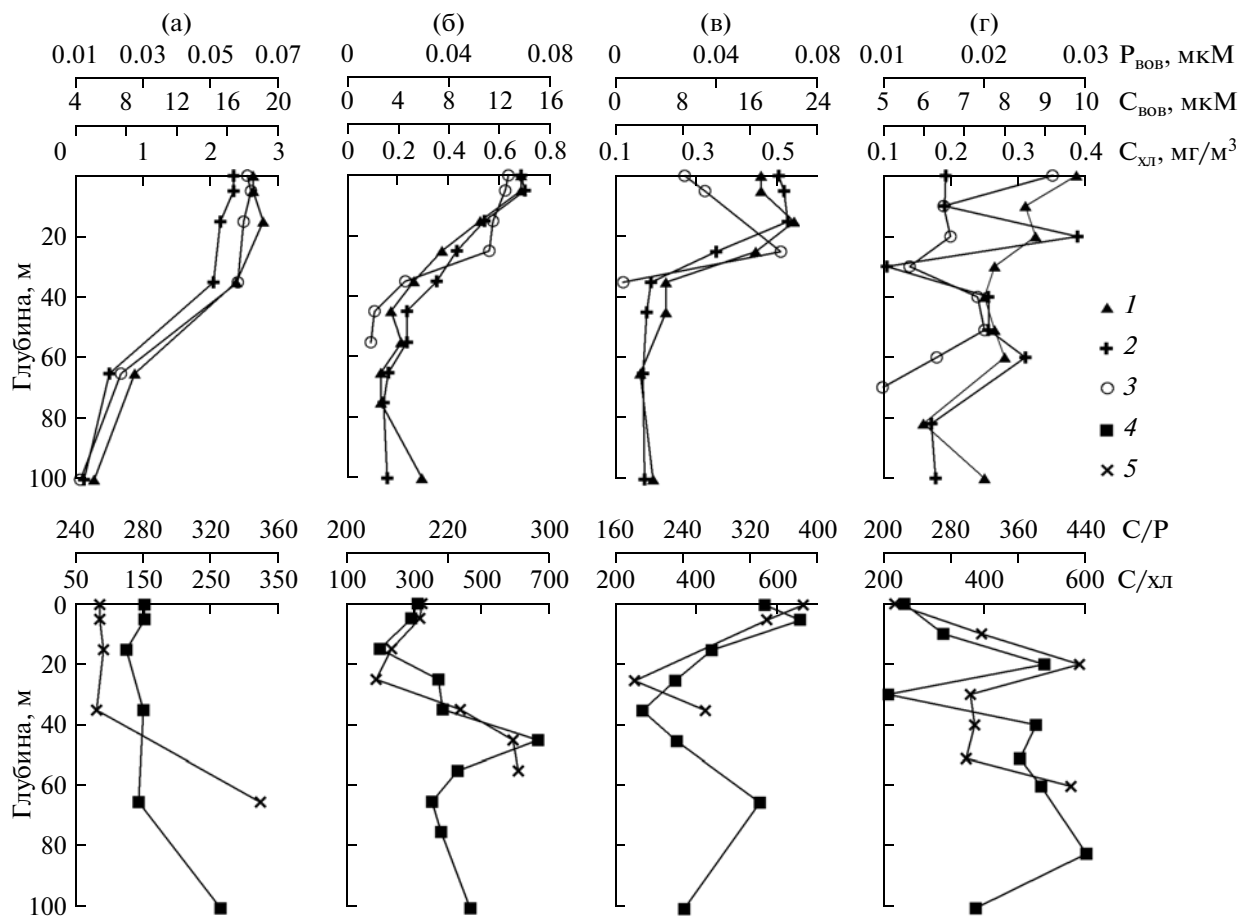 (а) (б) (в) (г)
0.01 0.03 0.05 0.07 0 0.04 0.08 0 0.04 0.08 0.01 0.02 0.03 Pвов, мкМ
4 8 12 16 20 0 4 8 12 16 0 8 16 24 5 6 7 8 9 10 Cвов, мкМ
0 1 2 3 0 0.2 0.4 0.6 0.8 0.1 0.3 0.5 0.1 0.2 0.3 0.4 Cхл, мг/м³
Глубина, м
20
40
60
80
100
1
2
3
4
5
240 280 320 360 200 220 300 160 240 320 400 200 280 360 440 C/P
50 150 250 350 100 300 500 700 200 400 600 200 400 600 C/хл
Глубина, м
0
20
40
60
80
100